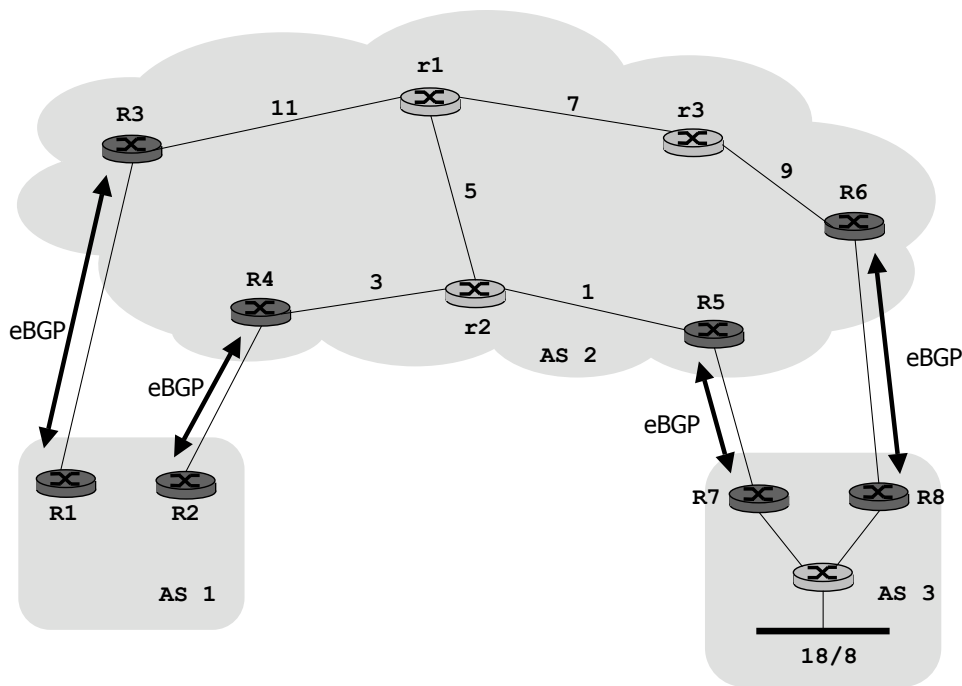 r1
11
7
r3
R3
9
5
R6
R4
3
1
R5
r2
eBGP
AS 2
eBGP
eBGP
eBGP
R7
R8
R1
R2
AS 1
AS 3
18/8